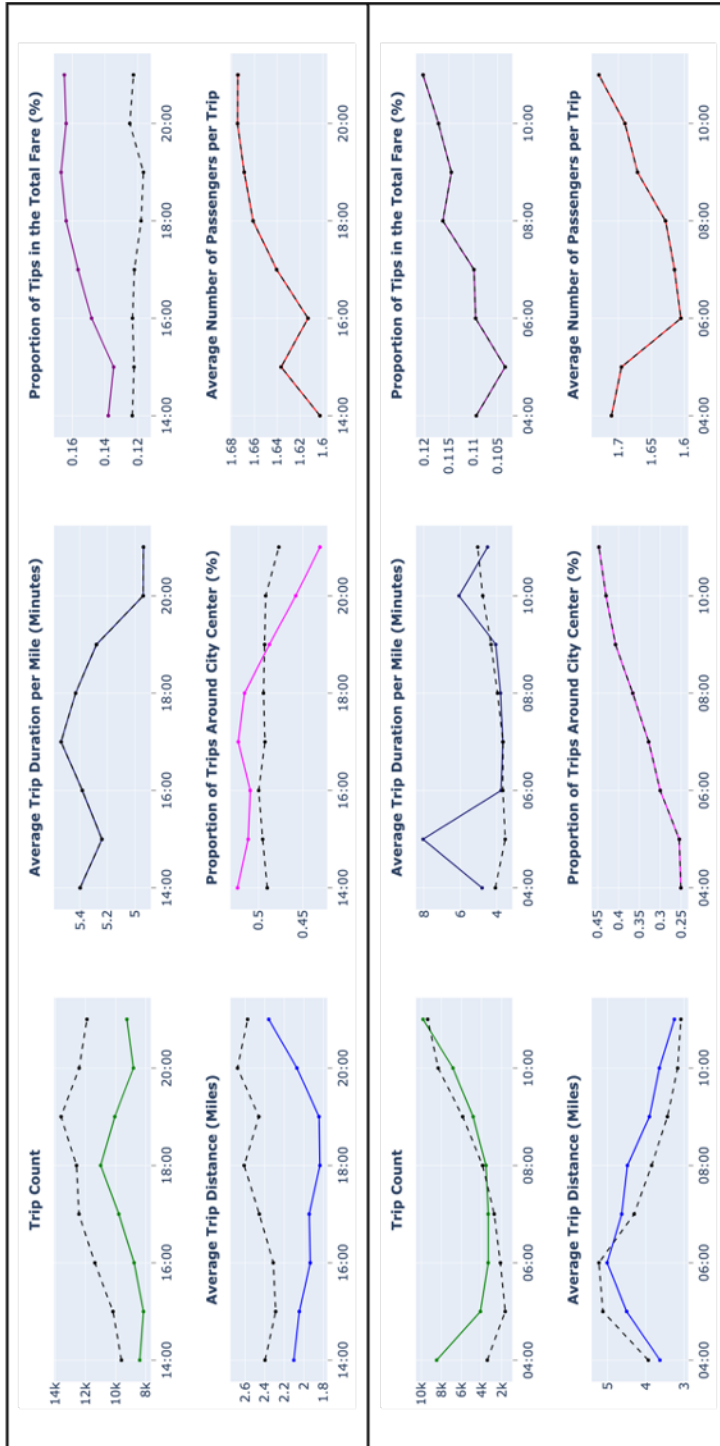 Trip Count
14k
12k
10k
8k
14:00 16:00 18:00 20:00
Average Trip Duration per Mile (Minutes)
5.4
5.2
5
14:00 16:00 18:00 20:00
Proportion of Tips in the Total Fare (%)
0.16
0.14
0.12
14:00 16:00 18:00 20:00
Average Trip Distance (Miles)
2.6
2.4
2.2
2
1.8
14:00 16:00 18:00 20:00
Proportion of Trips Around City Center (%)
0.5
0.45
14:00 16:00 18:00 20:00
Average Number of Passengers per Trip
1.68
1.66
1.64
1.62
1.6
14:00 16:00 18:00 20:00
Trip Count
10k
8k
6k
4k
2k
04:00 06:00 08:00 10:00
Average Trip Duration per Mile (Minutes)
8
6
4
04:00 06:00 08:00 10:00
Proportion of Tips in the Total Fare (%)
0.12
0.115
0.11
0.105
04:00 06:00 08:00 10:00
Average Trip Distance (Miles)
5
4
3
04:00 06:00 08:00 10:00
Proportion of Trips Around City Center (%)
0.45
0.4
0.35
0.3
0.25
04:00 06:00 08:00 10:00
Average Number of Passengers per Trip
1.7
1.65
1.6
04:00 06:00 08:00 10:00